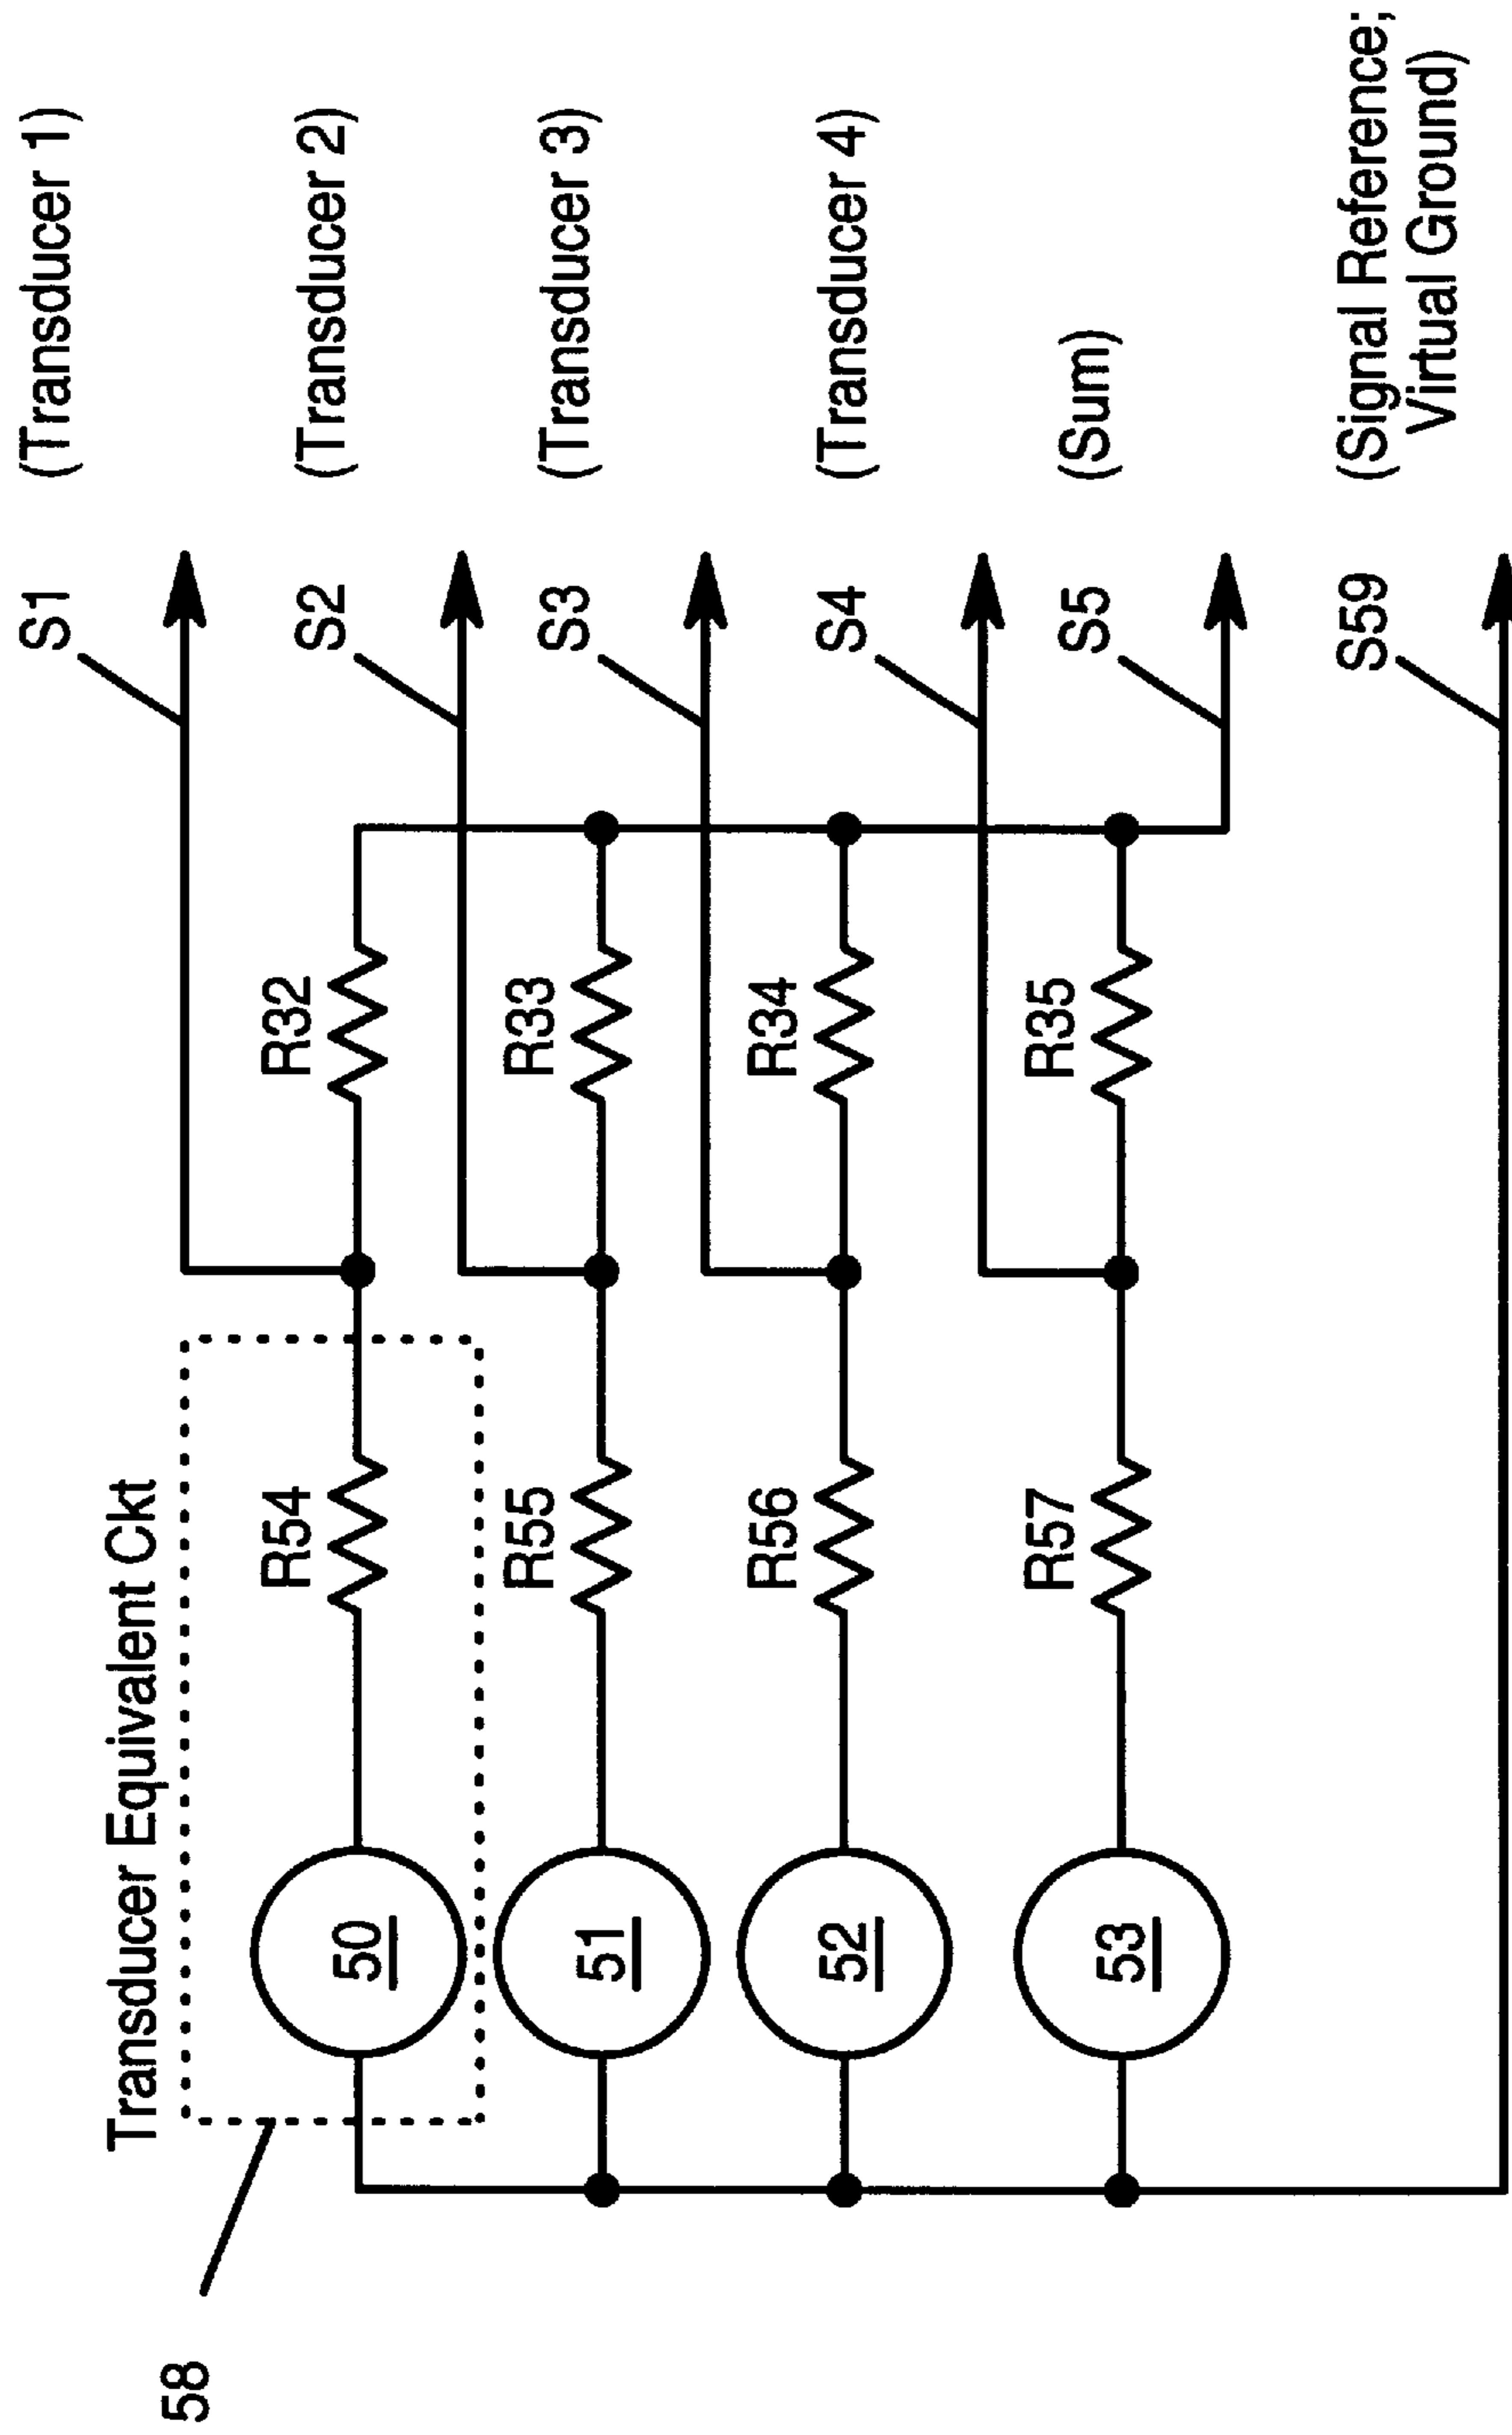 58
Transducer Equivalent Ckt
S1
(Transducer 1)
50
R54
R32
S2
(Transducer 2)
51
R55
R33
S3
(Transducer 3)
52
R56
R34
S4
(Transducer 4)
53
R57
R35
S5
(Sum)
S59
(Signal Reference;
Virtual Ground)